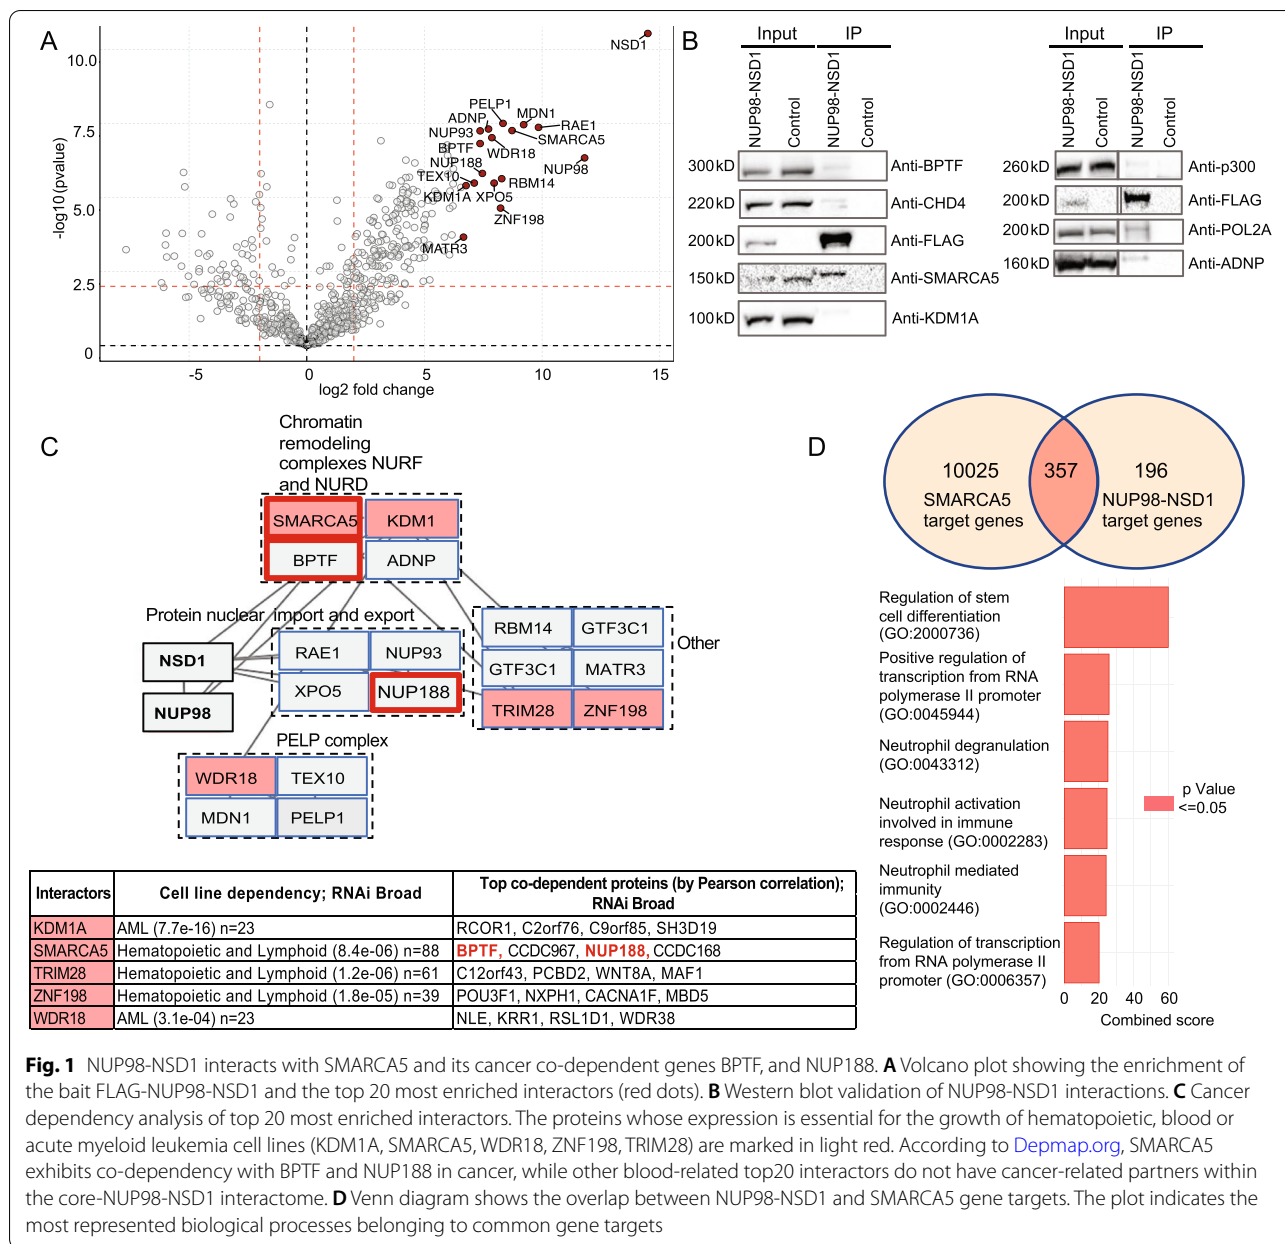 A
10.0
7.5
5.0
2.5
0
-log10 (pvalue)
-5
0
5
10
15
log2 fold change
NSD1
PELP1
MDN1
ADNP
RAE1
NUP93
SMARCA5
BPTF
WDR18
NUP188
NUP98
TEX10
RBM14
KDM1A
XPO5
ZNF198
MATR3
B
Input
IP
NUP98-NSD1
Control
NUP98-NSD1
Control
300kD
Anti-BPTF
220kD
Anti-CHD4
200kD
Anti-FLAG
150kD
Anti-SMARCA5
100kD
Anti-KDM1A
Input
IP
NUP98-NSD1
Control
NUP98-NSD1
Control
260kD
Anti-p300
200kD
Anti-FLAG
200kD
Anti-POL2A
160kD
Anti-ADNP
C
Chromatin
remodeling
complexes NURF
and NURD
SMARCA5
KDM1
BPTF
ADNP
Protein nuclear import and export
NSD1
NUP98
RAE1
NUP93
XPO5
NUP188
RBM14
GTF3C1
GTF3C1
MATR3
TRIM28
ZNF198
Other
PELP complex
WDR18
TEX10
MDN1
PELP1
Interactors
Cell line dependency; RNAi Broad
Top co-dependent proteins (by Pearson correlation);
RNAi Broad
KDM1A
AML (7.7e-16) n=23
RCOR1, C2orf76, C9orf85, SH3D19
SMARCA5
Hematopoietic and Lymphoid (8.4e-06) n=88
BPTF, CCDC967, NUP188, CCDC168
TRIM28
Hematopoietic and Lymphoid (1.2e-06) n=61
C12orf43, PCBD2, WNT8A, MAF1
ZNF198
Hematopoietic and Lymphoid (1.8e-05) n=39
POU3F1, NXPH1, CACNA1F, MBD5
WDR18
AML (3.1e-04) n=23
NLE, KRR1, RSL1D1, WDR38
D
10025
SMARCA5
target genes
357
196
NUP98-NSD1
target genes
Regulation of stem
cell differentiation
(GO:2000736)
Positive regulation of
transcription from RNA
polymerase II promoter
(GO:0045944)
Neutrophil degranulation
(GO:0043312)
Neutrophil activation
involved in immune
response (GO:0002283)
Neutrophil mediated
immunity
(GO:0002446)
Regulation of transcription
from RNA polymerase II
promoter (GO:0006357)
0
20
40
60
Combined score
p Value
<=0.05
Fig. 1 NUP98-NSD1 interacts with SMARCA5 and its cancer co-dependent genes BPTF, and NUP188. A Volcano plot showing the enrichment of
the bait FLAG-NUP98-NSD1 and the top 20 most enriched interactors (red dots). B Western blot validation of NUP98-NSD1 interactions. C Cancer
dependency analysis of top 20 most enriched interactors. The proteins whose expression is essential for the growth of hematopoietic, blood or
acute myeloid leukemia cell lines (KDM1A, SMARCA5, WDR18, ZNF198, TRIM28) are marked in light red. According to Depmap.org, SMARCA5
exhibits co-dependency with BPTF and NUP188 in cancer, while other blood-related top20 interactors do not have cancer-related partners within
the core-NUP98-NSD1 interactome. D Venn diagram shows the overlap between NUP98-NSD1 and SMARCA5 gene targets. The plot indicates the
most represented biological processes belonging to common gene targets